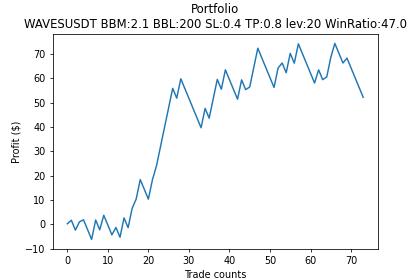 Portfolio
WAVESUSDT BBM:2.1 BBL:200 SL:0.4 TP:0.8 lev:20 WinRatio:47.0
70
60
50
40
30
20
10
0
−10
Profit ($)
0 10 20 30 40 50 60 70
Trade counts